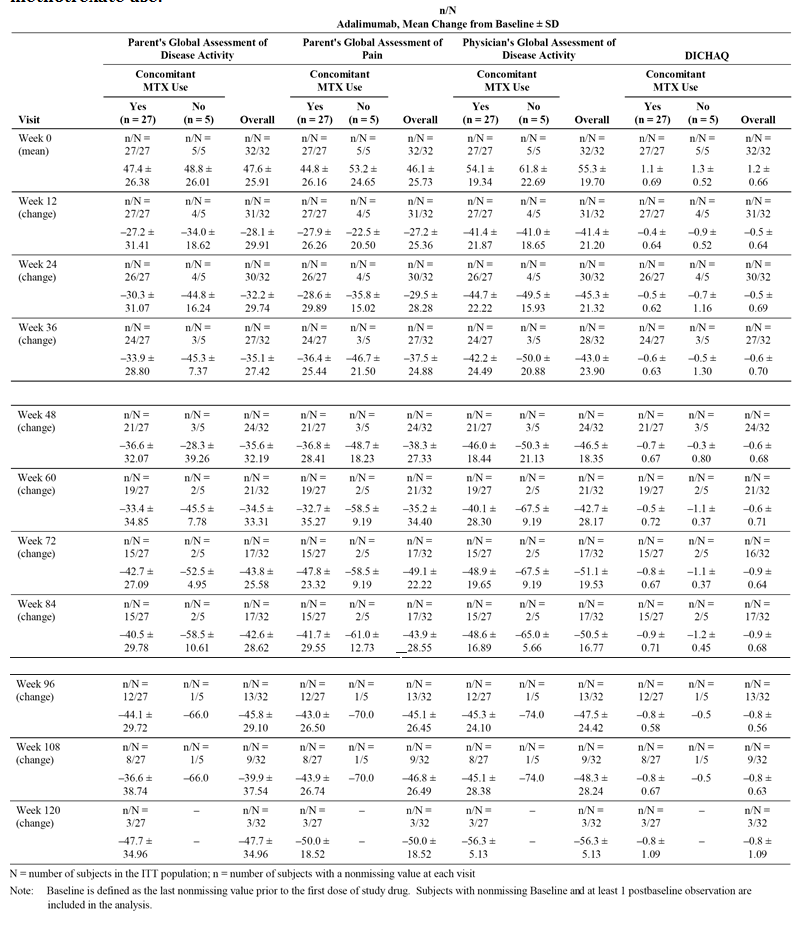 methotrexate use.
n/N
Adalimumab, Mean Change from Baseline ± SD
Parent's Global Assessment of Disease Activity Parent's Global Assessment of Pain Physician's Global Assessment of Disease Activity DICHAQ
Concomitant MTX Use Concomitant MTX Use Concomitant MTX Use Concomitant MTX Use
Visit Yes (n = 27) No (n = 5) Overall Yes (n = 27) No (n = 5) Overall Yes (n = 27) No (n = 5) Overall Yes (n = 27) No (n = 5) Overall
Week 0 n/N = n/N = n/N = n/N = n/N = n/N = n/N = n/N = n/N = n/N = n/N = n/N =
(mean) 27/27 5/5 32/32 27/27 5/5 32/32 27/27 5/5 32/32 27/27 5/5 32/32
47.4 ± 48.8 ± 47.6 ± 44.8 ± 53.2 ± 46.1 ± 54.1 ± 61.8 ± 55.3 ± 1.1 ± 1.3 ± 1.2 ±
26.38 26.01 25.91 26.16 24.65 25.73 19.34 22.69 19.70 0.69 0.52 0.66
Week 12 n/N = n/N = n/N = n/N = n/N = n/N = n/N = n/N = n/N = n/N = n/N = n/N =
(change) 27/27 4/5 31/32 27/27 4/5 31/32 27/27 4/5 31/32 27/27 4/5 31/32
–27.2 ± –34.0 ± –28.1 ± –27.9 ± –22.5 ± –27.2 ± –41.4 ± –41.0 ± –41.4 ± –0.4 ± –0.9 ± –0.5 ±
31.41 18.62 29.91 26.26 20.50 25.36 21.87 18.65 21.20 0.64 0.52 0.64
Week 24 n/N = n/N = n/N = n/N = n/N = n/N = n/N = n/N = n/N = n/N = n/N = n/N =
(change) 26/27 4/5 30/32 26/27 4/5 30/32 26/27 4/5 30/32 26/27 4/5 30/32
–30.3 ± –44.8 ± –32.2 ± –28.6 ± –35.8 ± –29.5 ± –44.7 ± –49.5 ± –45.3 ± –0.5 ± –0.7 ± –0.5 ±
31.07 16.24 29.74 29.89 15.02 28.28 22.22 15.93 21.32 0.62 1.16 0.69
Week 36 n/N = n/N = n/N = n/N = n/N = n/N = n/N = n/N = n/N = n/N = n/N = n/N =
(change) 24/27 3/5 27/32 24/27 3/5 27/32 24/27 3/5 28/32 24/27 3/5 27/32
–33.9 ± –45.3 ± –35.1 ± –36.4 ± –46.7 ± –37.5 ± –42.2 ± –50.0 ± –43.0 ± –0.6 ± –0.5 ± –0.6 ±
28.80 7.37 27.42 25.44 21.50 24.88 24.49 20.88 23.90 0.63 1.30 0.70
Week 48 n/N = n/N = n/N = n/N = n/N = n/N = n/N = n/N = n/N = n/N = n/N = n/N =
(change) 21/27 3/5 24/32 21/27 3/5 24/32 21/27 3/5 24/32 21/27 3/5 24/32
–36.6 ± –28.3 ± –35.6 ± –36.8 ± –48.7 ± –38.3 ± –46.0 ± –50.3 ± –46.5 ± –0.7 ± –0.3 ± –0.6 ±
32.07 39.26 32.19 28.41 18.23 27.33 18.44 21.13 18.35 0.67 0.80 0.68
Week 60 n/N = n/N = n/N = n/N = n/N = n/N = n/N = n/N = n/N = n/N = n/N = n/N =
(change) 19/27 2/5 21/32 19/27 2/5 21/32 19/27 2/5 21/32 19/27 2/5 21/32
–33.4 ± –45.5 ± –34.5 ± –32.7 ± –58.5 ± –35.2 ± –40.1 ± –67.5 ± –42.7 ± –0.5 ± –1.1 ± –0.6 ±
34.85 7.78 33.31 35.27 9.19 34.40 28.30 9.19 28.17 0.72 0.37 0.71
Week 72 n/N = n/N = n/N = n/N = n/N = n/N = n/N = n/N = n/N = n/N = n/N = n/N =
(change) 15/27 2/5 17/32 15/27 2/5 17/32 15/27 2/5 17/32 15/27 2/5 16/32
–42.7 ± –52.5 ± –43.8 ± –47.8 ± –58.5 ± –49.1 ± –48.9 ± –67.5 ± –51.1 ± –0.8 ± –1.1 ± –0.9 ±
27.09 4.95 25.58 23.32 9.19 22.22 19.65 9.19 19.53 0.67 0.37 0.64
Week 84 n/N = n/N = n/N = n/N = n/N = n/N = n/N = n/N = n/N = n/N = n/N = n/N =
(change) 15/27 2/5 17/32 15/27 2/5 17/32 15/27 2/5 17/32 15/27 2/5 17/32
–40.5 ± –58.5 ± –42.6 ± –41.7 ± –61.0 ± –43.9 ± –48.6 ± –65.0 ± –50.5 ± –0.9 ± –1.2 ± –0.9 ±
29.78 10.61 28.62 29.55 12.73 28.55 16.89 5.66 16.77 0.71 0.45 0.68
Week 96 n/N = n/N = n/N = n/N = n/N = n/N = n/N = n/N = n/N = n/N = n/N = n/N =
(change) 12/27 1/5 13/32 12/27 1/5 13/32 12/27 1/5 13/32 12/27 1/5 13/32
–44.1 ± –66.0 –45.8 ± –43.0 ± –70.0 –45.1 ± –45.3 ± –74.0 –47.5 ± –0.8 ± –0.5 –0.8 ±
29.72 29.10 26.50 26.45 24.10 24.42 0.58 0.56
Week 108 n/N = n/N = n/N = n/N = n/N = n/N = n/N = n/N = n/N = n/N = n/N = n/N =
(change) 8/27 1/5 9/32 8/27 1/5 9/32 8/27 1/5 9/32 8/27 1/5 9/32
–36.6 ± –66.0 –39.9 ± –43.9 ± –70.0 –46.8 ± –45.1 ± –74.0 –48.3 ± –0.8 ± –0.5 –0.8 ±
38.74 37.54 26.74 26.49 28.38 28.24 0.67 0.63
Week 120 n/N = – n/N = n/N = – n/N = n/N = – n/N = n/N = – n/N =
(change) 3/27 3/32 3/27 3/32 3/27 3/32 3/27 3/32
–47.7 ± – –47.7 ± –50.0 ± – –50.0 ± –56.3 ± – –56.3 ± –0.8 ± – –0.8 ±
34.96 34.96 18.52 18.52 5.13 5.13 1.09 1.09
N = number of subjects in the ITT population; n = number of subjects with a nonmissing value at each visit
Note: Baseline is defined as the last nonmissing value prior to the first dose of study drug. Subjects with nonmissing Baseline and at least 1 postbaseline observation are
included in the analysis.